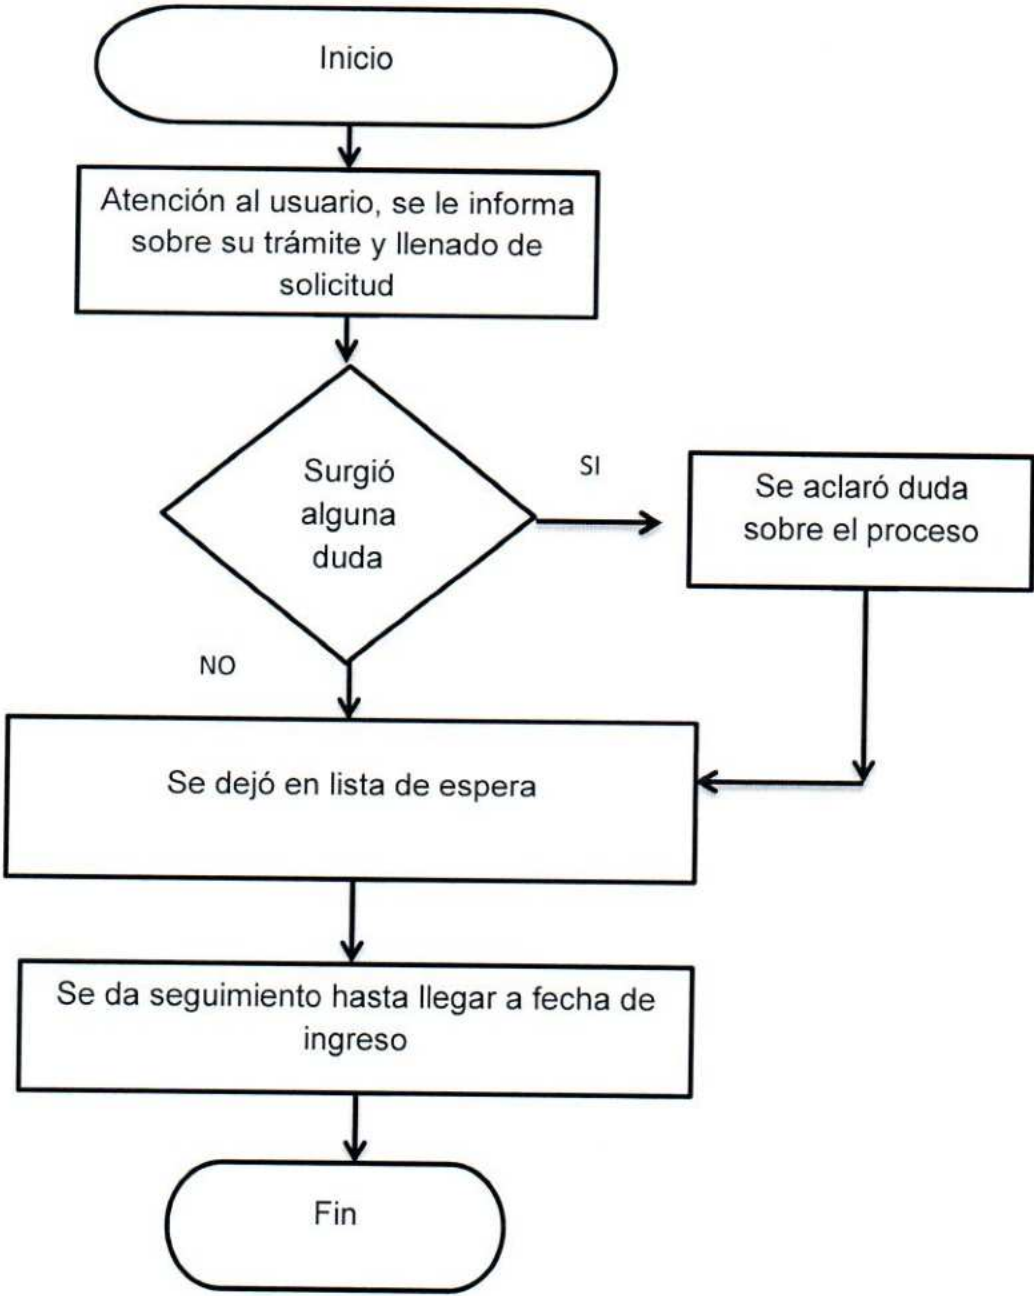 Inicio
Atención al usuario, se le informa
sobre su trámite y llenado de
solicitud
Surgió
alguna
duda
SI
Se aclaró duda
sobre el proceso
NO
Se dejó en lista de espera
Se da seguimiento hasta llegar a fecha de
ingreso
Fin